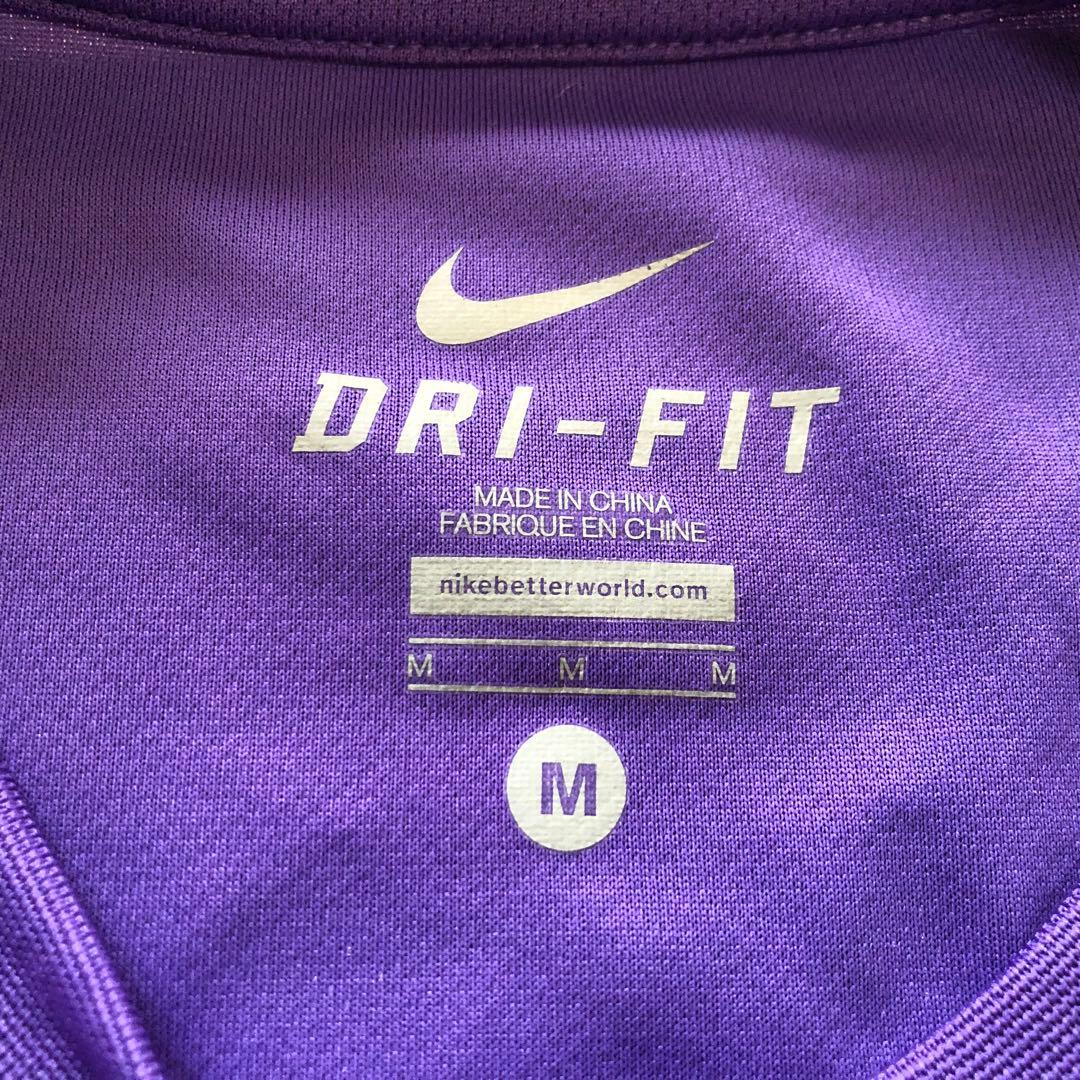 DRI-FIT
MADE IN CHINA
FABRIQUE EN CHINE
nikebetterworld.com
M M M
M